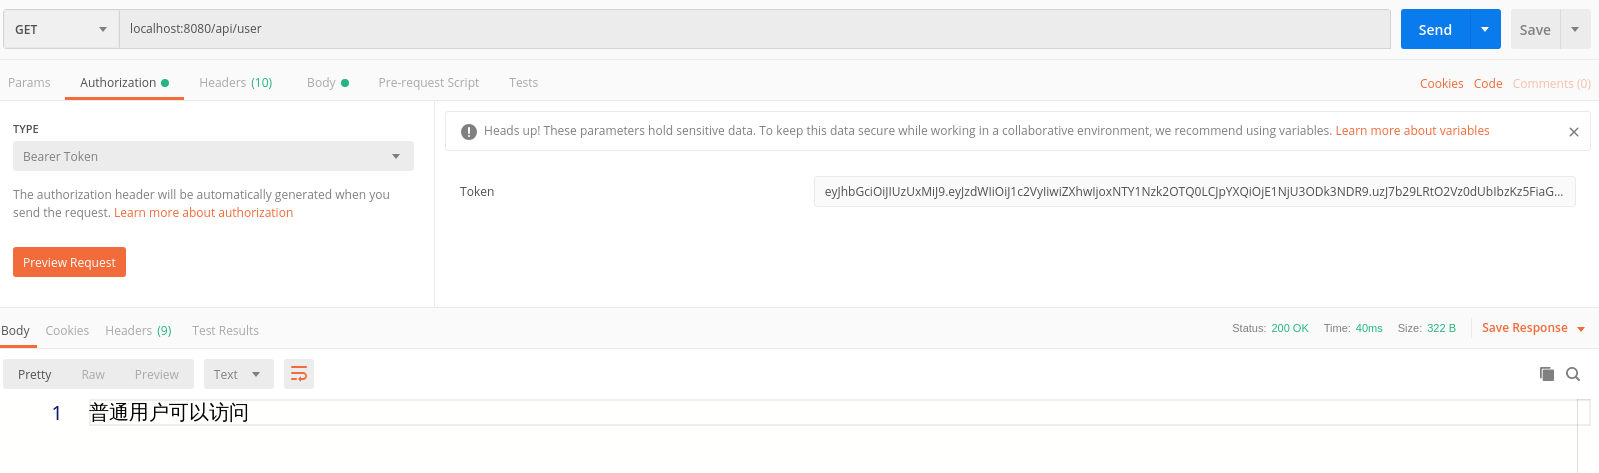 GET localhost:8080/api/user Send Save
Params Authorization Headers (10) Body Pre-request Script Tests Cookies Code Comments (0)
TYPE
Bearer Token
The authorization header will be automatically generated when you
send the request. Learn more about authorization
Preview Request
Heads up! These parameters hold sensitive data. To keep this data secure while working in a collaborative environment, we recommend using variables. Learn more about variables
Token eyJhbGciOiJIUzUxMiJ9.eyJzdWIiOiJ1c2VyIiwiZXhwIjoxNTY1Nzk2OTQ0LCJpYXQiOjE1NjU3ODk3NDR9.uzJ7b29LRtO2Vz0dUbIbzKz5FiaG...
Body Cookies Headers (9) Test Results Status: 200 OK Time: 40ms Size: 322 B Save Response
Pretty Raw Preview Text
1 普通用户可以访问